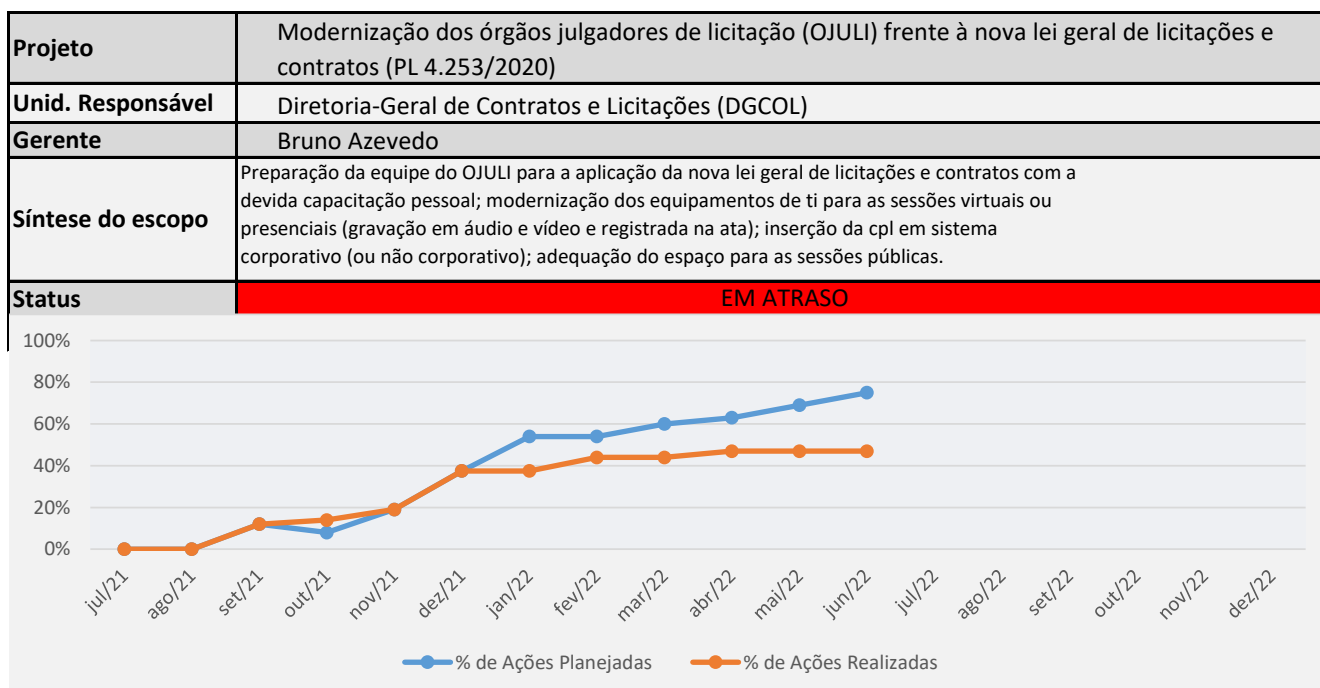 Projeto
Modernização dos órgãos julgadores de licitação (OJULI) frente à nova lei geral de licitações e
contratos (PL 4.253/2020)
Unid. Responsável
Diretoria-Geral de Contratos e Licitações (DGCOL)
Gerente
Bruno Azevedo
Síntese do escopo
Preparação da equipe do OJULI para a aplicação da nova lei geral de licitações e contratos com a
devida capacitação pessoal; modernização dos equipamentos de ti para as sessões virtuais ou
presenciais (gravação em áudio e vídeo e registrada na ata); inserção da cpl em sistema
corporativo (ou não corporativo); adequação do espaço para as sessões públicas.
Status
EM ATRASO
100%
80%
60%
40%
20%
0%
jul/21
ago/21
set/21
out/21
nov/21
dez/21
jan/22
fev/22
mar/22
abr/22
mai/22
jun/22
jul/22
ago/22
set/22
out/22
nov/22
dez/22
% de Ações Planejadas
% de Ações Realizadas